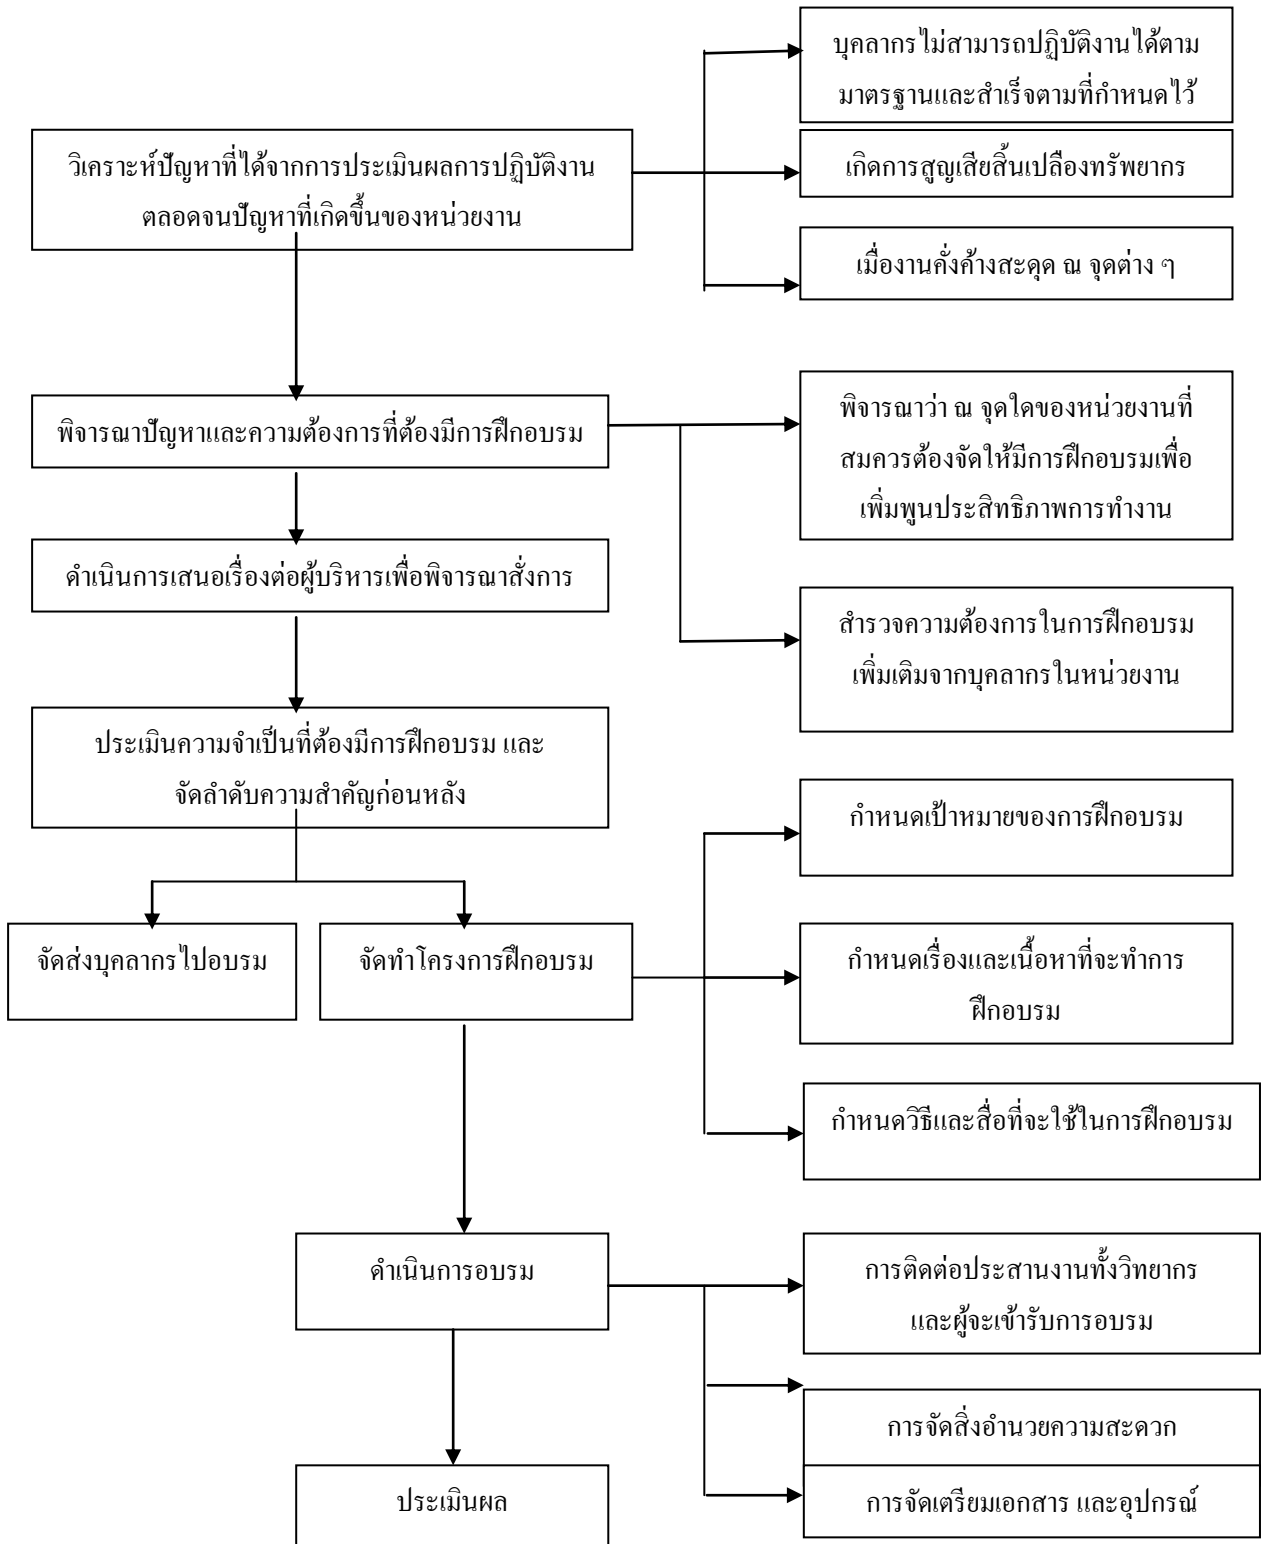 บุคลากรไม่สามารถปฏิบัติงานได้ตาม
มาตรฐานและสำเร็จตามที่กำหนดไว้
วิเคราะห์ปัญหาที่ได้จากการประเมินผลการปฏิบัติงาน
ตลอดจนปัญหาที่เกิดขึ้นของหน่วยงาน
เกิดการสูญเสียสิ้นเปลืองทรัพยากร
เมื่องานคั่งค้างสะดุด ณ จุดต่าง ๆ
พิจารณาปัญหาและความต้องการที่ต้องมีการฝึกอบรม
พิจารณาว่า ณ จุดใดของหน่วยงานที่
สมควรต้องจัดให้มีการฝึกอบรมเพื่อ
เพิ่มพูนประสิทธิภาพการทำงาน
ดำเนินการเสนอเรื่องต่อผู้บริหารเพื่อพิจารณาสั่งการ
สำรวจความต้องการในการฝึกอบรม
เพิ่มเติมจากบุคลากรในหน่วยงาน
ประเมินความจำเป็นที่ต้องมีการฝึกอบรม และ
จัดลำดับความสำคัญก่อนหลัง
กำหนดเป้าหมายของการฝึกอบรม
จัดส่งบุคลากรไปอบรม
จัดทำโครงการฝึกอบรม
กำหนดเรื่องและเนื้อหาที่จะทำการ
ฝึกอบรม
กำหนดวิธีและสื่อที่จะใช้ในการฝึกอบรม
ดำเนินการอบรม
การติดต่อประสานงานทั้งวิทยากร
และผู้จะเข้ารับการอบรม
การจัดสิ่งอำนวยความสะดวก
ประเมินผล
การจัดเตรียมเอกสาร และอุปกรณ์